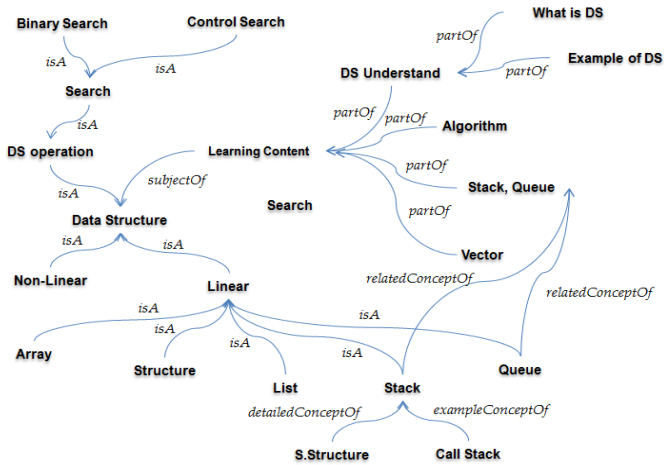 What is DS
Binary Search
Control Search
partOf
Example of DS
isA
isA
DS Understand
partOf
Search
partOf
isA
partOf
Algorithm
DS operation
Learning Content
partOf
isA
subjectOf
Stack, Queue
Search
Data Structure
partOf
isA
isA
Vector
Non-Linear
relatedConceptOf
Linear
relatedConceptOf
isA
isA
isA
isA
isA
Array
Structure
Queue
List
Stack
detailedConceptOf
exampleConceptOf
S.Structure
Call Stack